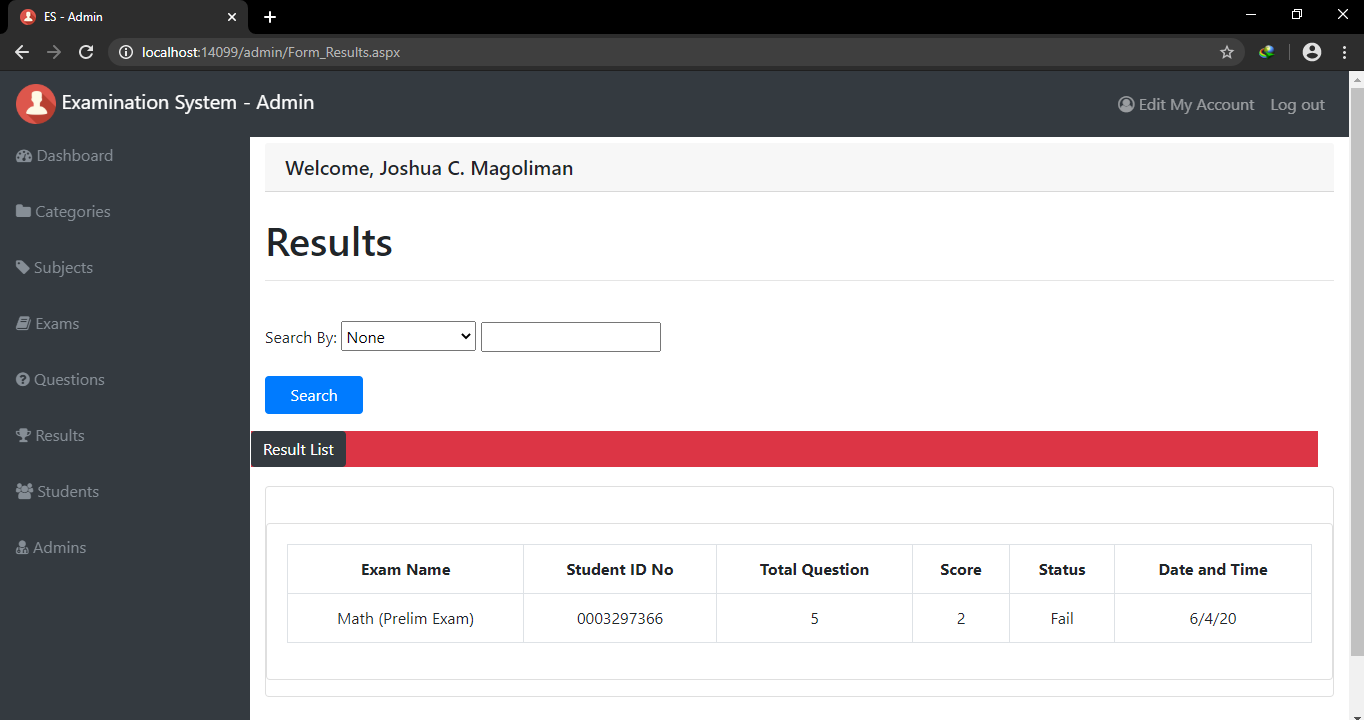 ES - Admin
localhost:14099/admin/Form_Results.aspx
Examination System - Admin
Edit My Account Log out
Dashboard
Categories
Subjects
Exams
Questions
Results
Students
Admins
Welcome, Joshua C. Magoliman
Results
Search By: None
Search
Result List
Exam Name Student ID No Total Question Score Status Date and Time
Math (Prelim Exam) 0003297366 5 2 Fail 6/4/20